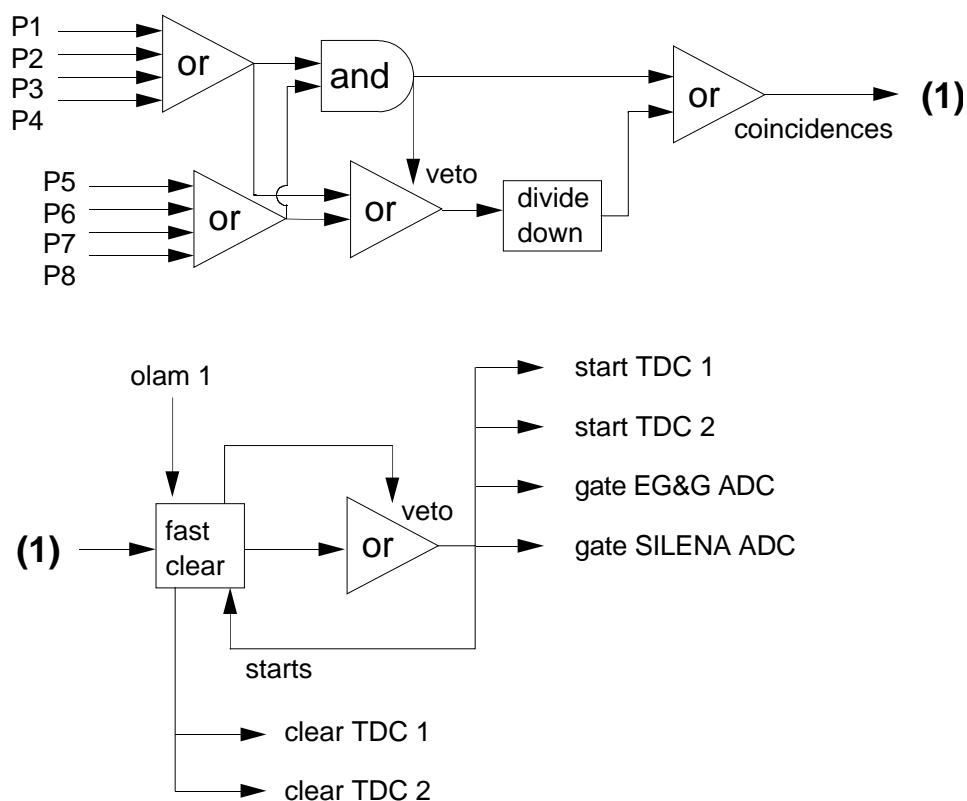 P1
P2
P3
P4
or
and
or
(1)
coincidences
P5
P6
P7
P8
or
or
veto
divide
down
olam 1
start TDC 1
start TDC 2
gate EG&G ADC
gate SILENA ADC
(1)
fast
clear
or
veto
starts
clear TDC 1
clear TDC 2